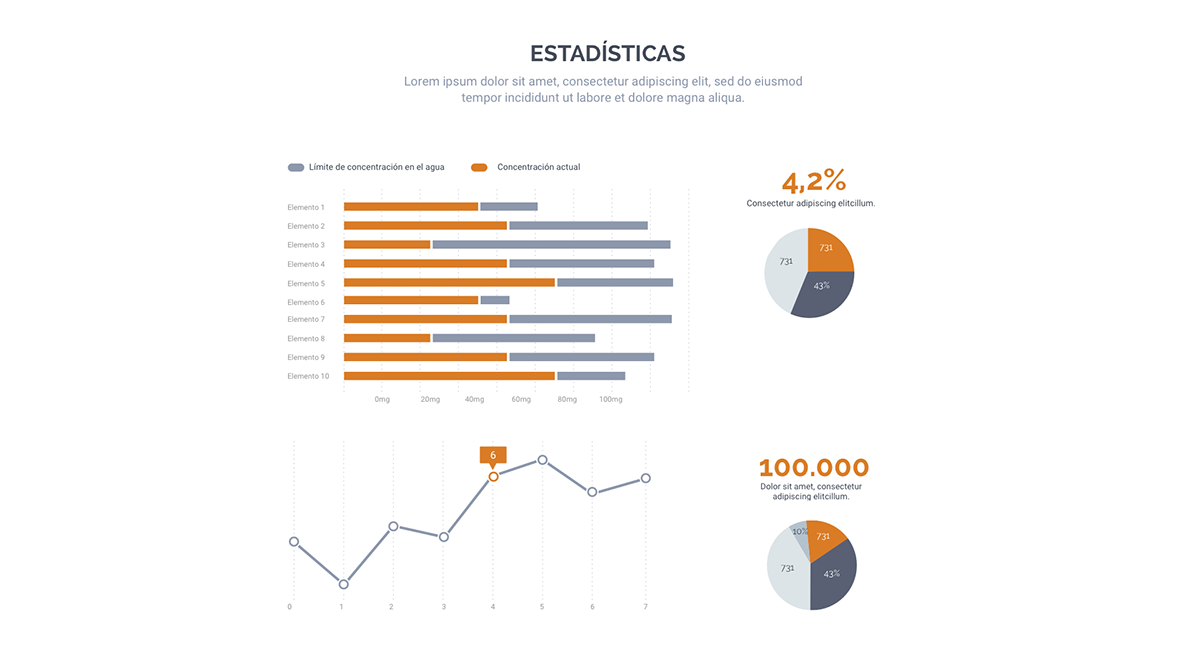 ESTADÍSTICAS
Lorem ipsum dolor sit amet, consectetur adipiscing elit, sed do eiusmod
tempor incididunt ut labore et dolore magna aliqua.
Límite de concentración en el agua
Concentración actual
Elemento 1
Elemento 2
Elemento 3
Elemento 4
Elemento 5
Elemento 6
Elemento 7
Elemento 8
Elemento 9
Elemento 10
0mg 20mg 40mg 60mg 80mg 100mg
4,2%
Consectetur adipiscing elitcillum.
731
731
43%
6
0 1 2 3 4 5 6 7
100.000
Dolor sit amet, consectetur
adipiscing elitcillum.
10%
731
731
43%